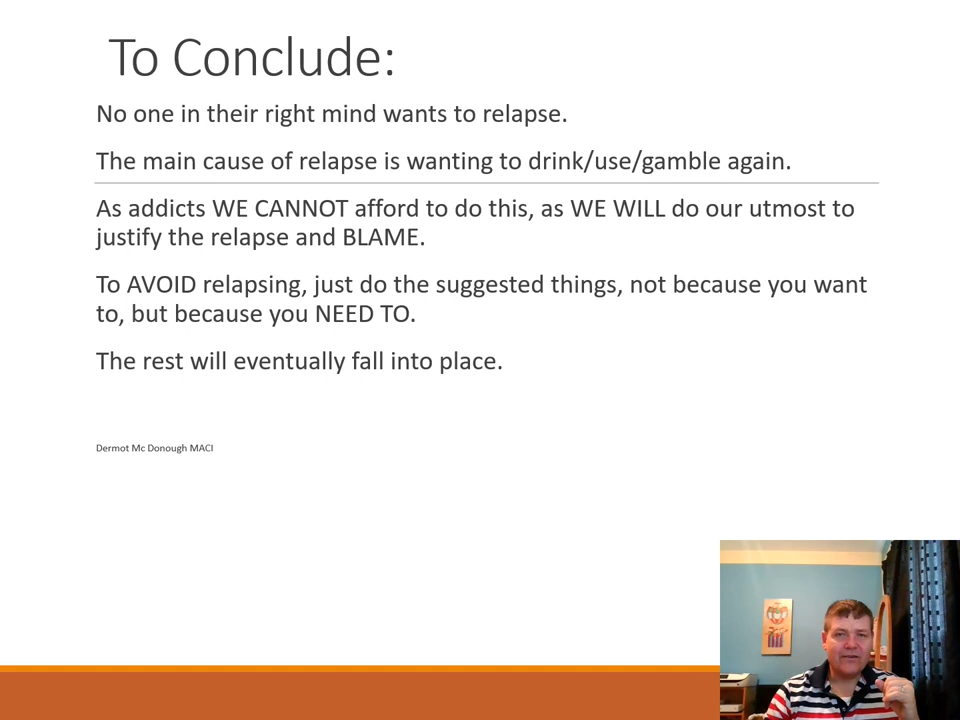 To Conclude:
No one in their right mind wants to relapse.
The main cause of relapse is wanting to drink/use/gamble again.
As addicts WE CANNOT afford to do this, as WE WILL do our utmost to
justify the relapse and BLAME.
To AVOID relapsing, just do the suggested things, not because you want
to, but because you NEED TO.
The rest will eventually fall into place.
Dermot Mc Donough MACI